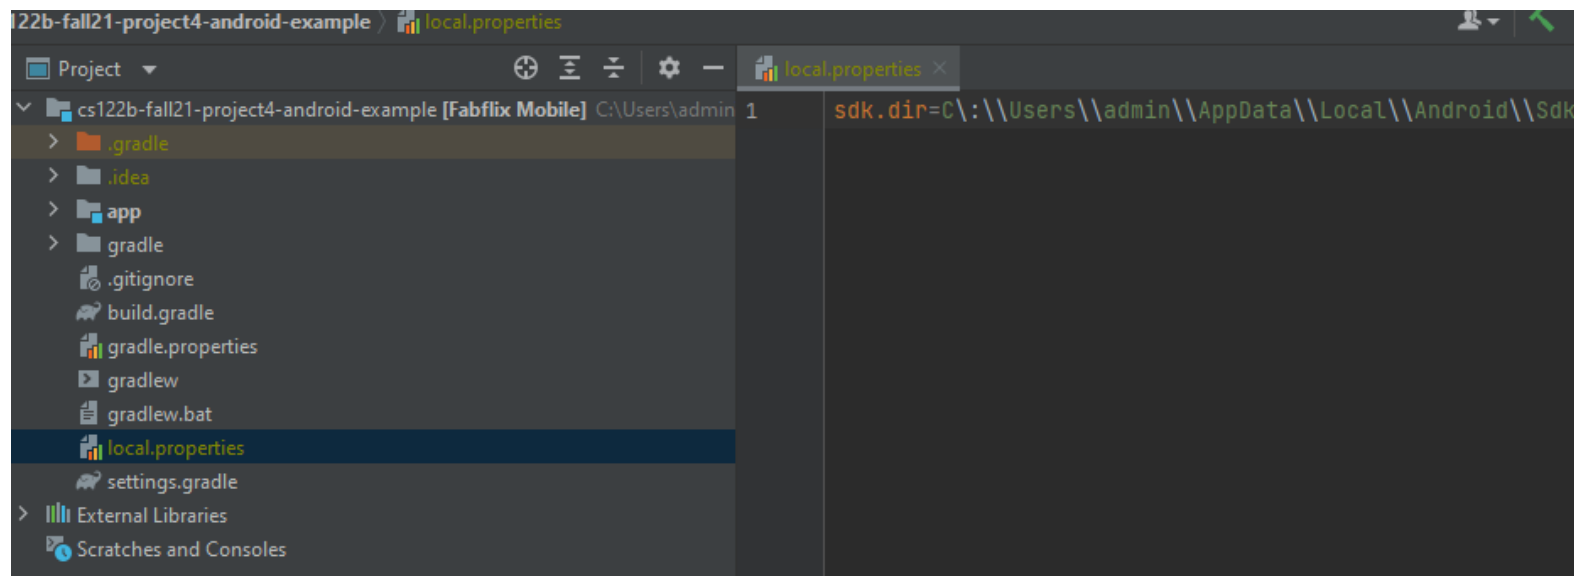 122b-fall21-project4-android-example 〉 local.properties
Project
local.properties
cs122b-fall21-project4-android-example [Fabflix Mobile] C:\Users\admin
1 sdk.dir=C\:\\Users\\admin\\AppData\\Local\\Android\\Sdk
.gradle
.idea
app
gradle
.gitignore
build.gradle
gradle.properties
gradlew
gradlew.bat
local.properties
settings.gradle
External Libraries
Scratches and Consoles